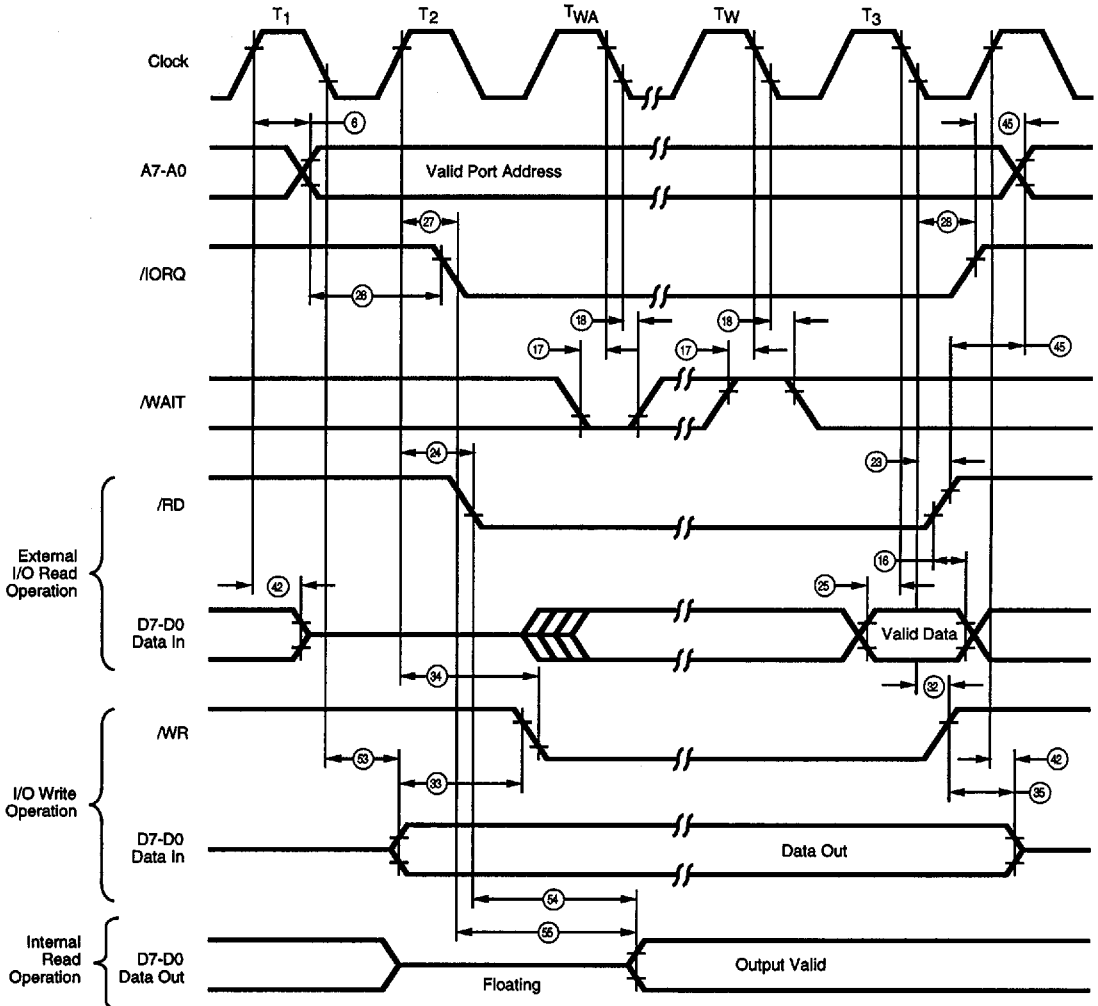 T1 T2 TWA TW T3
Clock
6 45
A7-A0 Valid Port Address
27 28
/IORQ
28
18 18
17 17 45
/WAIT
24 23
/RD
External
I/O Read
Operation
16
42 25
D7-D0
Data In
Valid Data
34 32
/WR
53 33 42
35
I/O Write
Operation
D7-D0
Data In
Data Out
54
55
Internal
Read
Operation
D7-D0
Data Out
Floating
Output Valid